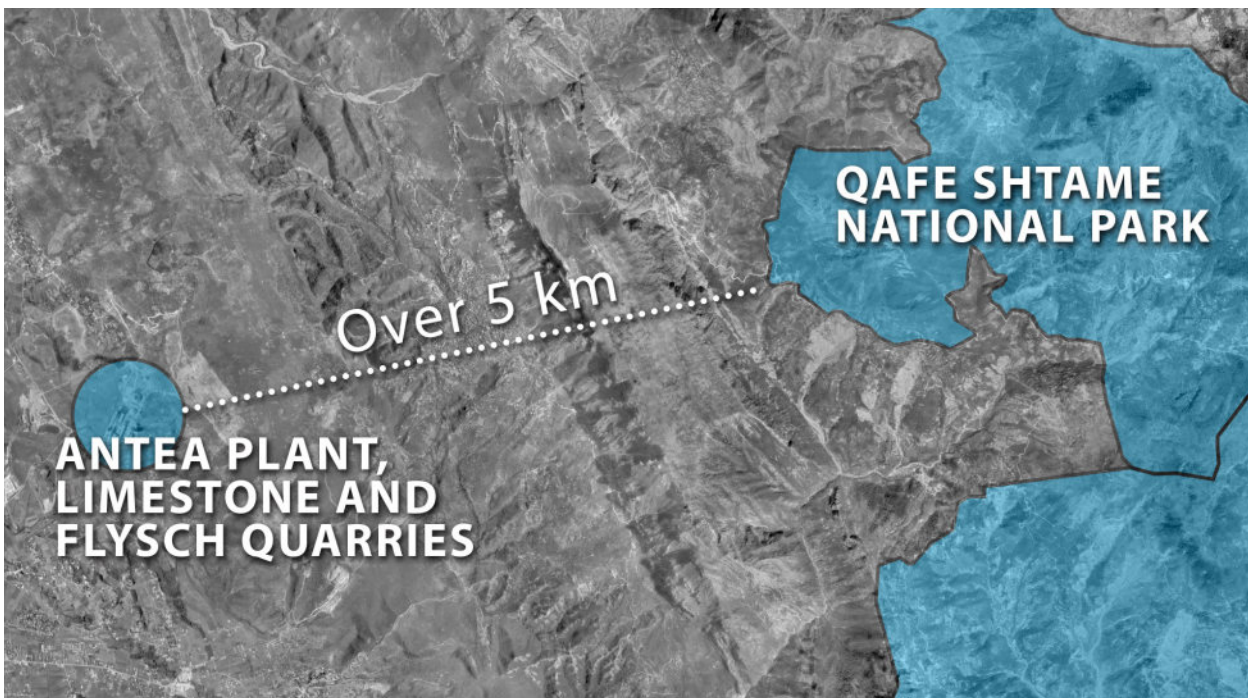 QAFE SHTAME
NATIONAL PARK
Over 5 km
ANTEA PLANT,
LIMESTONE AND
FLYSCH QUARRIES